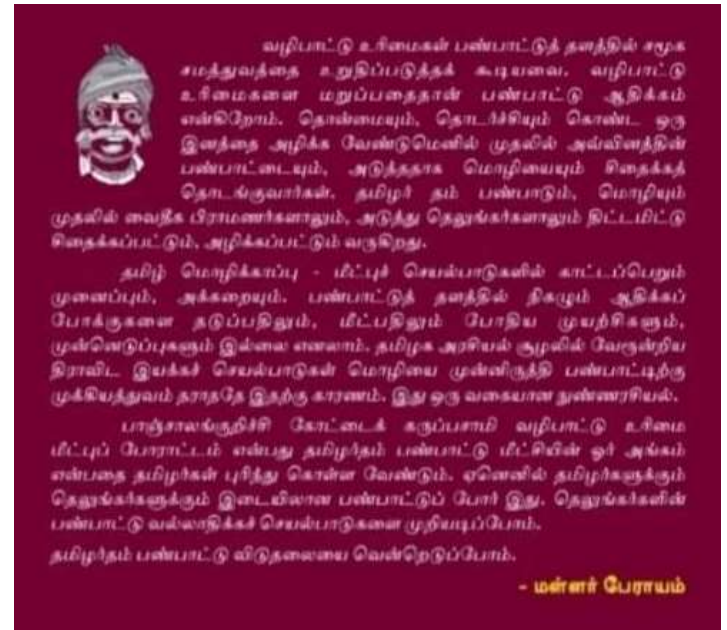 வழிபாட்டு உரிமைகள் பண்பாட்டுத் தளத்தில் சமூக
சமத்துவத்தை உறுதிப்படுத்தக் கூடியவை. வழிபாட்டு
உரிமைகளை மறுப்பதைதான் பண்பாட்டு ஆதிக்கம்
என்கிறோம். தொன்மையும், தொடர்ச்சியும் கொண்ட ஒரு
இனத்தை அழிக்க வேண்டுமெனில் முதலில் அவ்வினத்தின்
பண்பாட்டையும், அடுத்ததாக மொழியையும் சிதைக்கத்
தொடங்குவார்கள். தமிழர் தம் பண்பாடும், மொழியும்
முதலில் வைதீக பிராமணர்களாலும், அடுத்து தெலுங்கர்களாலும் திட்டமிட்டு
சிதைக்கப்பட்டும், அழிக்கப்பட்டும் வருகிறது.
தமிழ் மொழிக்காப்பு - மீட்புச் செயல்பாடுகளில் காட்டப்பெறும்
முனைப்பும், அக்கறையும். பண்பாட்டுத் தளத்தில் நிகழும் ஆதிக்கப்
போக்குகளை தடுப்பதிலும், மீட்பதிலும் போதிய முயற்சிகளும்,
முன்னெடுப்புகளும் இல்லை எனலாம். தமிழக அரசியல் சூழலில் வேரூன்றிய
திராவிட இயக்கச் செயல்பாடுகள் மொழியை முன்னிருத்தி பண்பாட்டிற்கு
முக்கியத்துவம் தராததே இதற்கு காரணம். இது ஒரு வகையான நுண்ணரசியல்.
பாஞ்சாலங்குறிச்சி கோட்டைக் கருப்பசாமி வழிபாட்டு உரிமை
மீட்புப் போராட்டம் என்பது தமிழர்தம் பண்பாட்டு மீட்சியின் ஓர் அங்கம்
என்பதை தமிழர்கள் புரிந்து கொள்ள வேண்டும். ஏனெனில் தமிழர்களுக்கும்
தெலுங்கர்களுக்கும் இடையிலான பண்பாட்டுப் போர் இது. தெலுங்கர்களின்
பண்பாட்டு வல்லாதிக்கச் செயல்பாடுகளை முறியடிப்போம்.
தமிழர்தம் பண்பாட்டு விடுதலையை வென்றெடுப்போம்.
- மள்ளர் பேராயம்